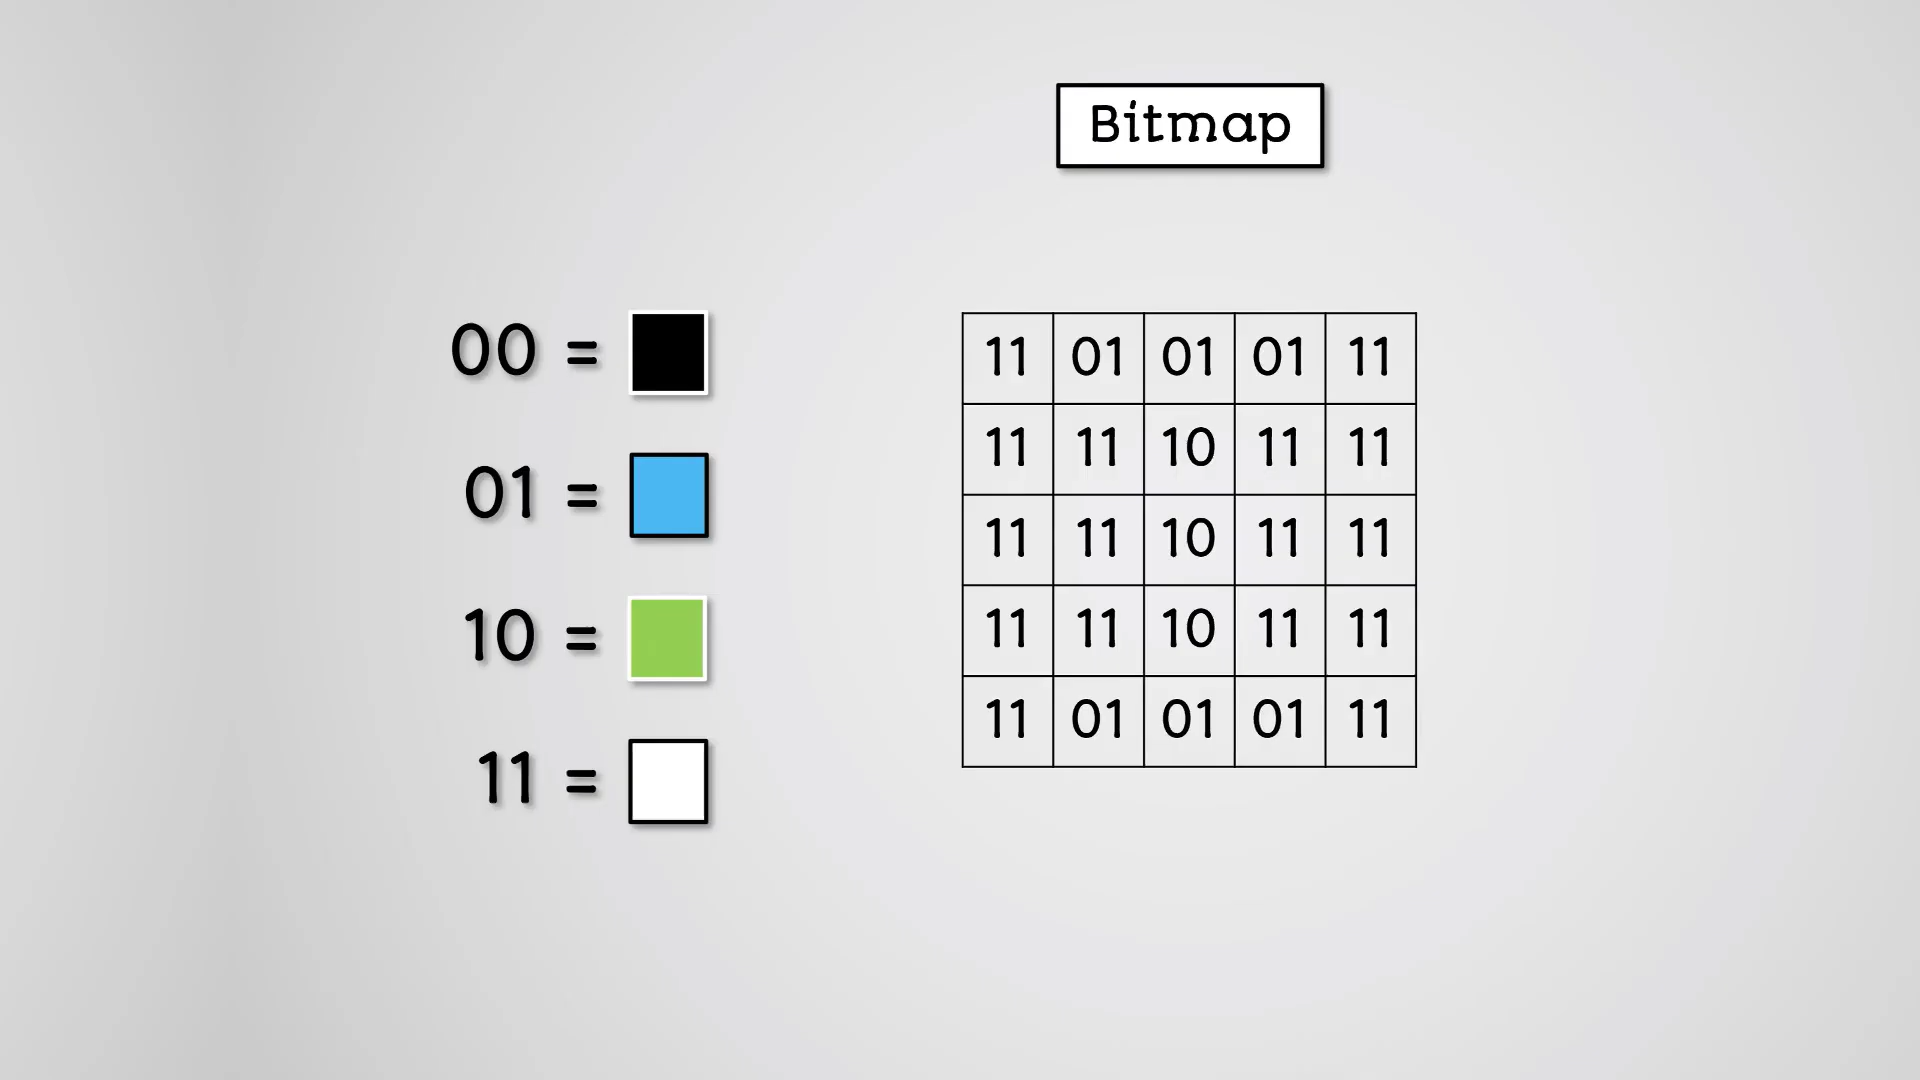 Bitmap
00 =
01 =
10 =
11 =
11 01 01 01 11
11 11 10 11 11
11 11 10 11 11
11 11 10 11 11
11 01 01 01 11